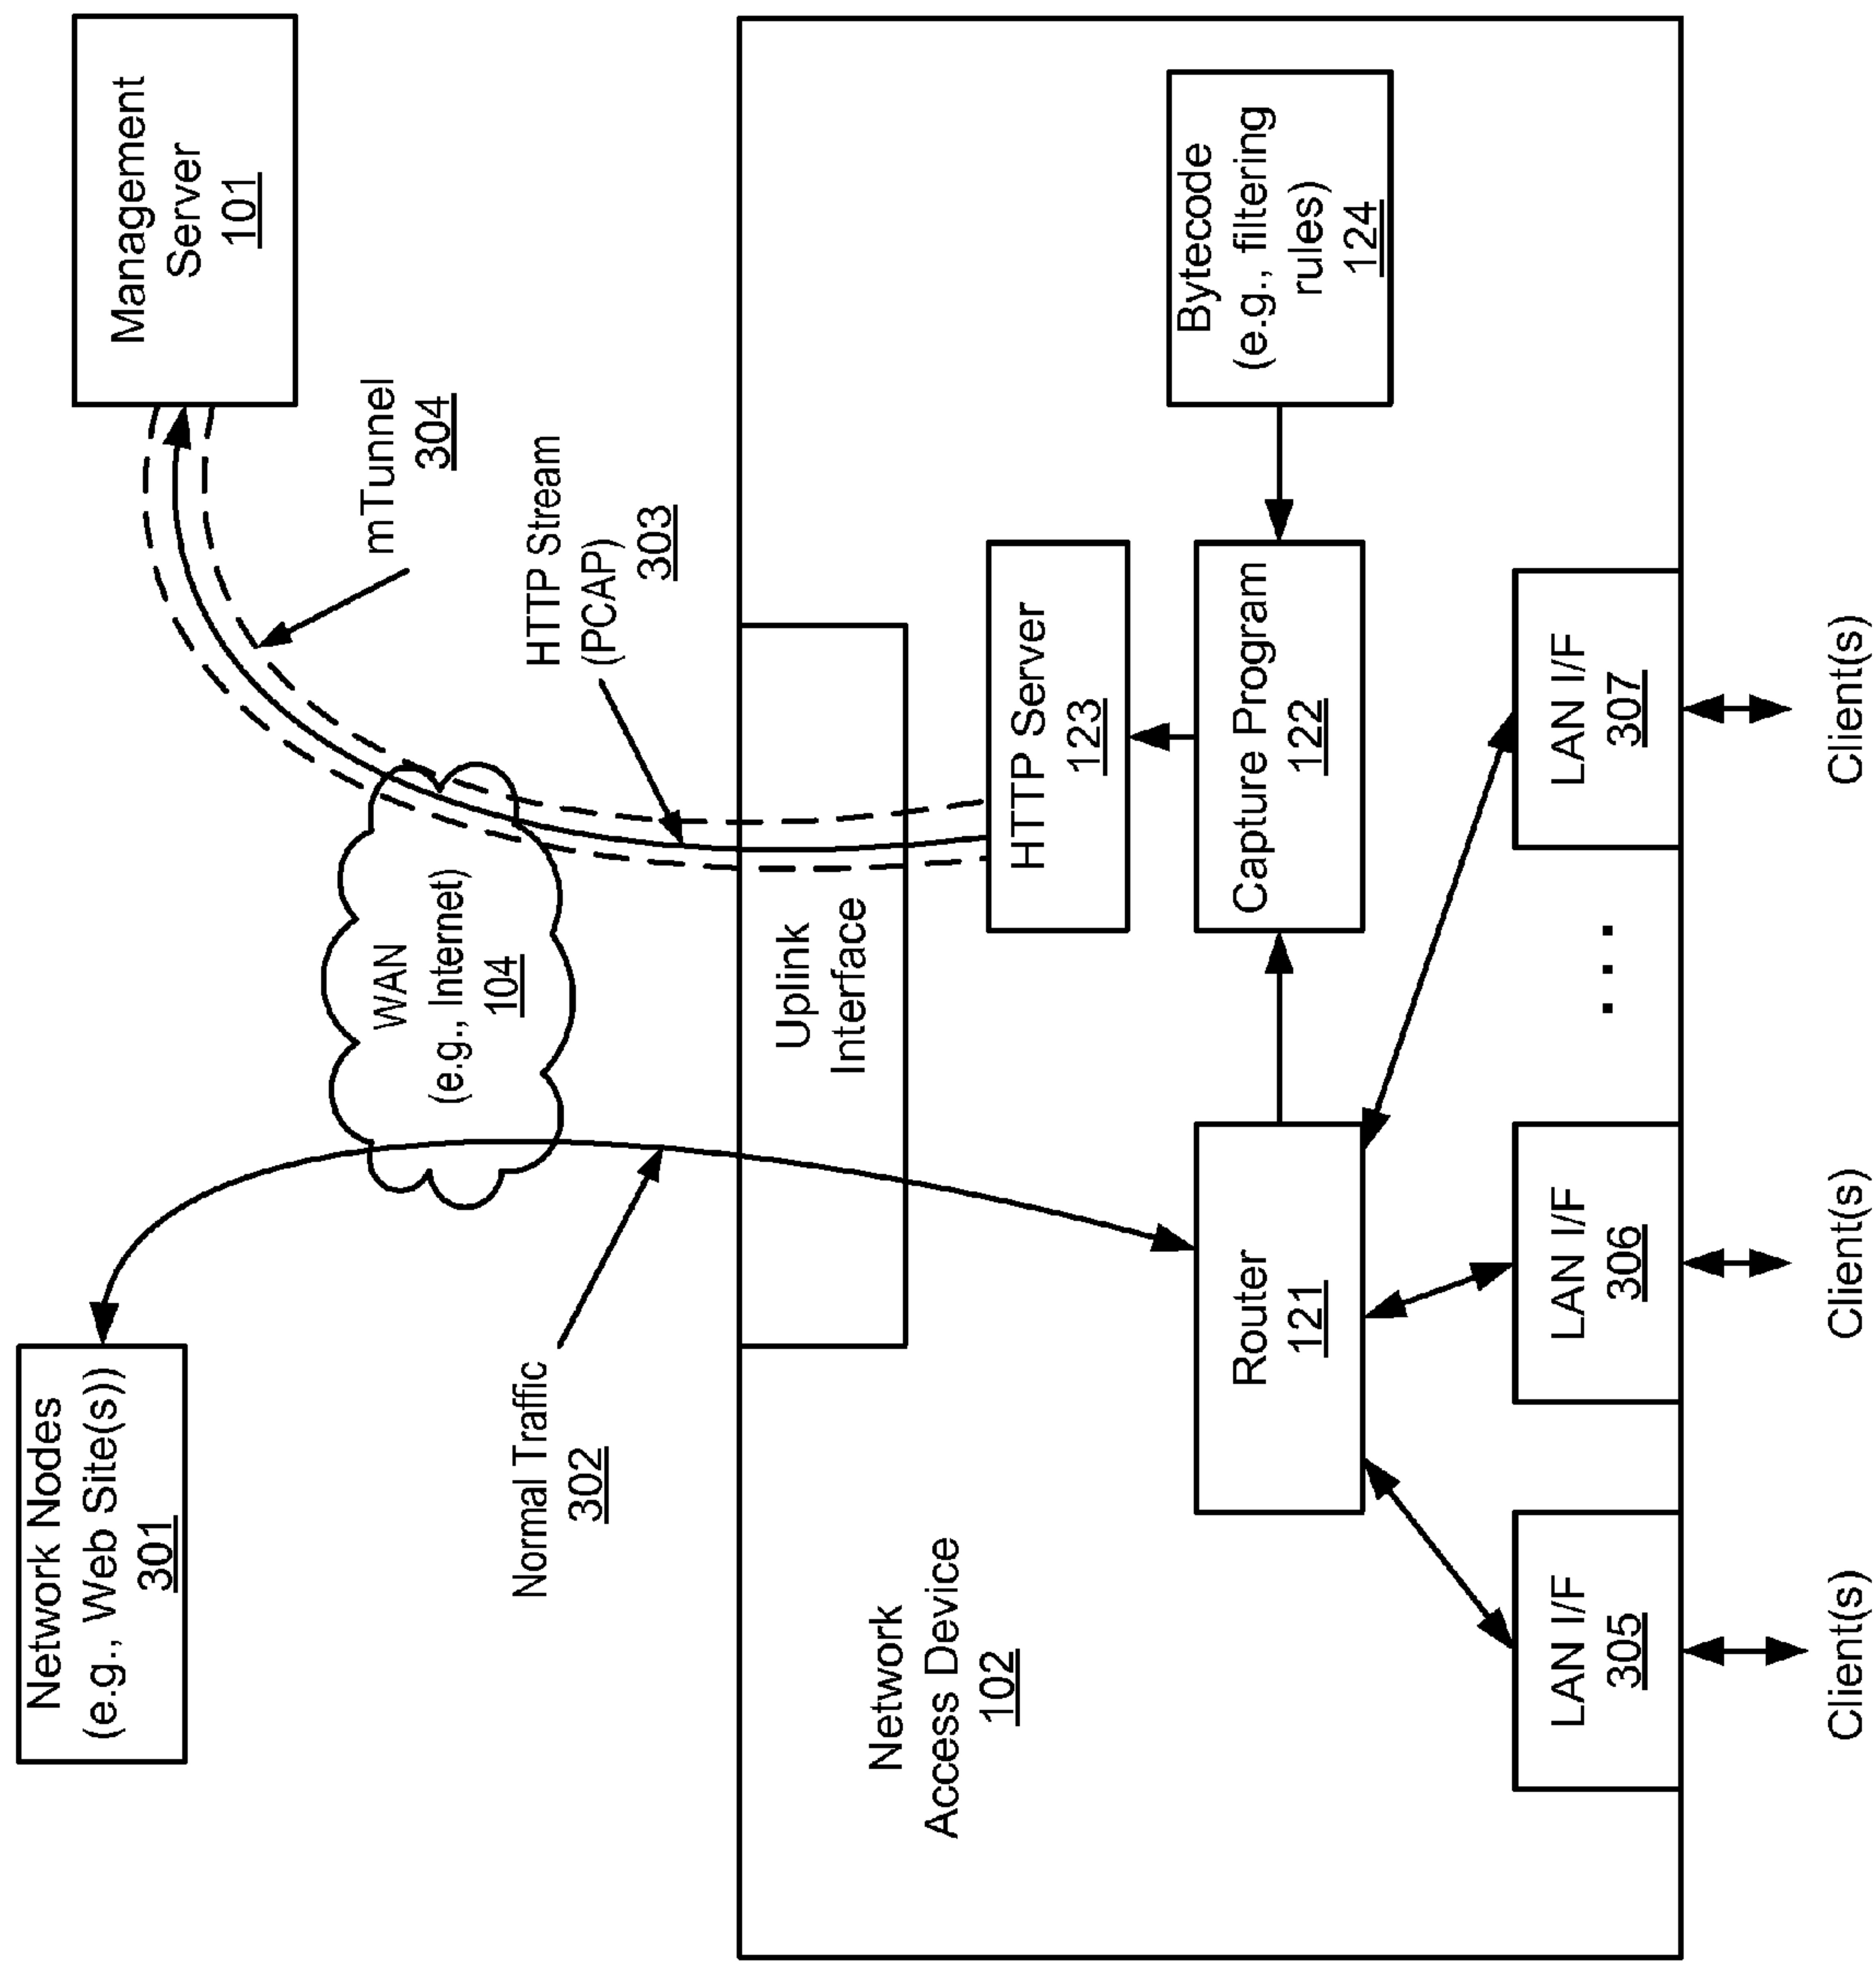 Network Nodes
(e.g., Web Site(s))
301
Management
Server
101
WAN
(e.g., Internet)
104
mTunnel
304
Normal Traffic
302
HTTP Stream
(PCAP)
303
Uplink
Interface
Network
Access Device
102
HTTP Server
123
Router
121
Capture Program
122
Bytecode
(e.g., filtering
rules)
124
LAN I/F
305
LAN I/F
306
. . .
LAN I/F
307
Client(s)
Client(s)
Client(s)